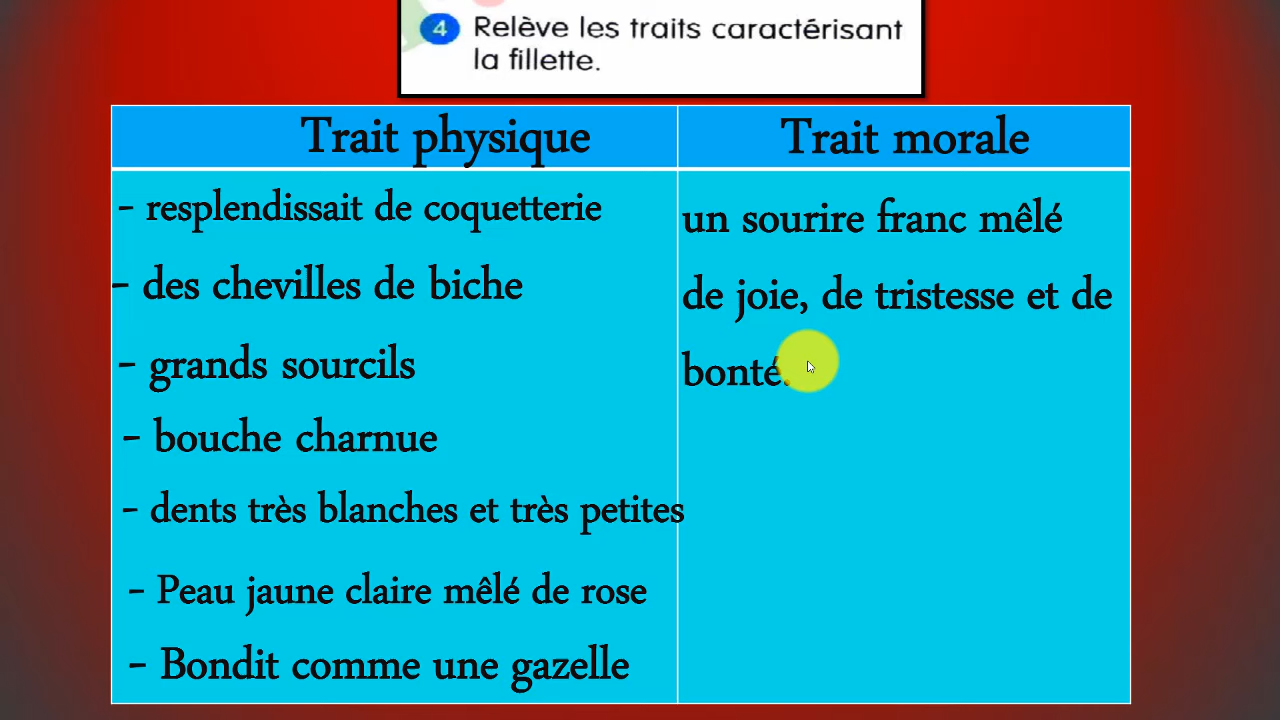 4 Relève les traits caractérisant
la fillette.
Trait physique
Trait morale
- resplendissait de coquetterie
- des chevilles de biche
- grands sourcils
- bouche charnue
- dents très blanches et très petites
- Peau jaune claire mêlé de rose
- Bondit comme une gazelle
un sourire franc mêlé
de joie, de tristesse et de
bonté.